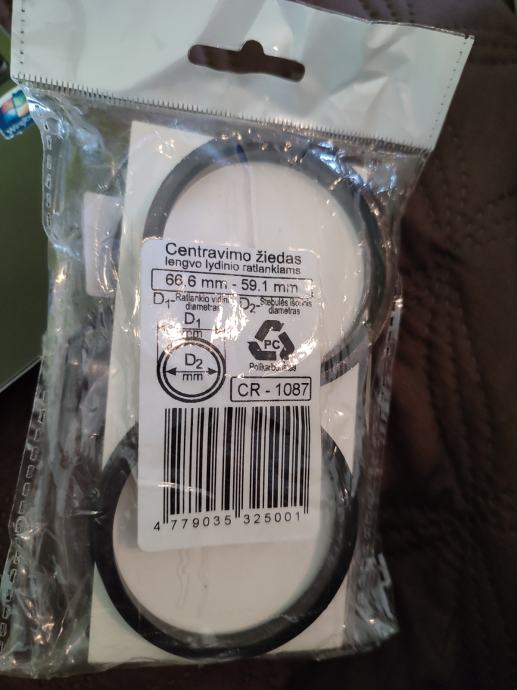 Centravimo žiedas
lengvo lydinio ratlankiams
66.6 mm - 59.1 mm
D1- Ratlankio vidinis diametras
D2- Stebulės išorinis diametras
D1
mm
D2
mm
PC
Polikarbonatas
CR - 1087
4 779035 325001